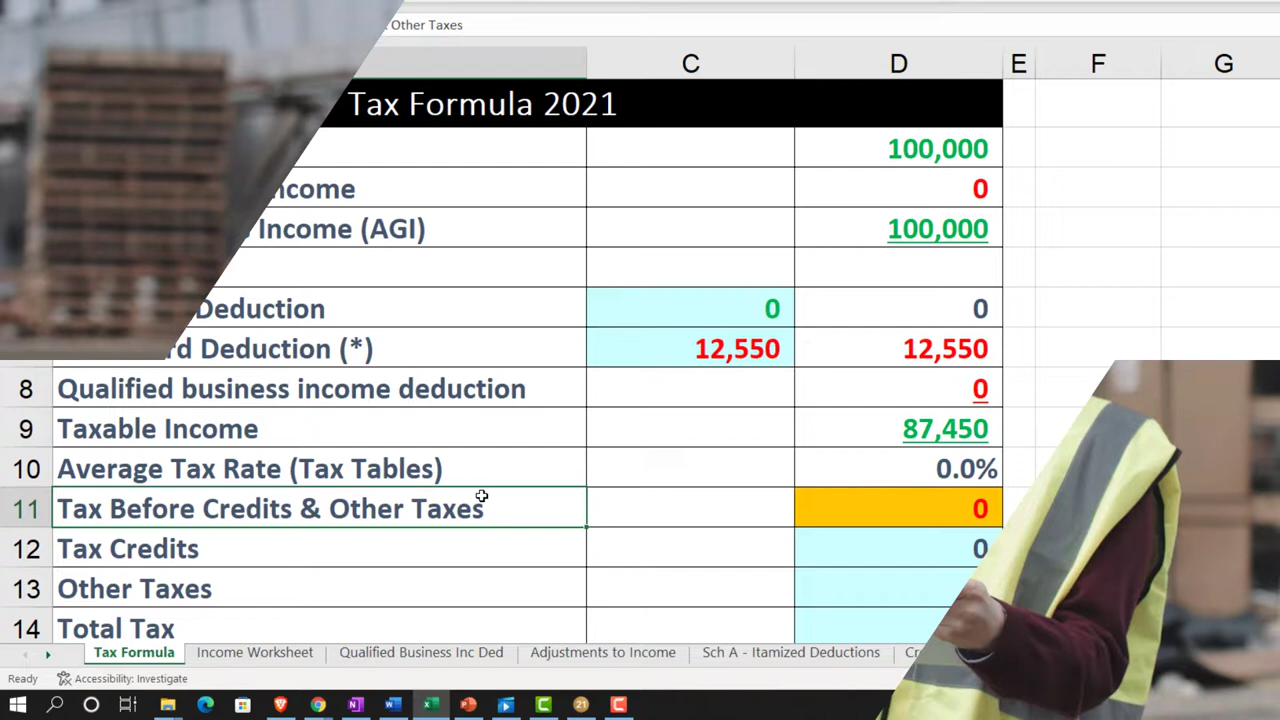 Other Taxes
C D E F G
Tax Formula 2021
100,000
ncome 0
Income (AGI) 100,000
Deduction 0 0
rd Deduction (*) 12,550 12,550
8 Qualified business income deduction 0
9 Taxable Income 87,450
10 Average Tax Rate (Tax Tables) 0.0%
11 Tax Before Credits & Other Taxes 0
12 Tax Credits 0
13 Other Taxes
14 Total Tax
Tax Formula Income Worksheet Qualified Business Inc Ded Adjustments to Income Sch A - Itamized Deductions Cr
Ready Accessibility: Investigate
21